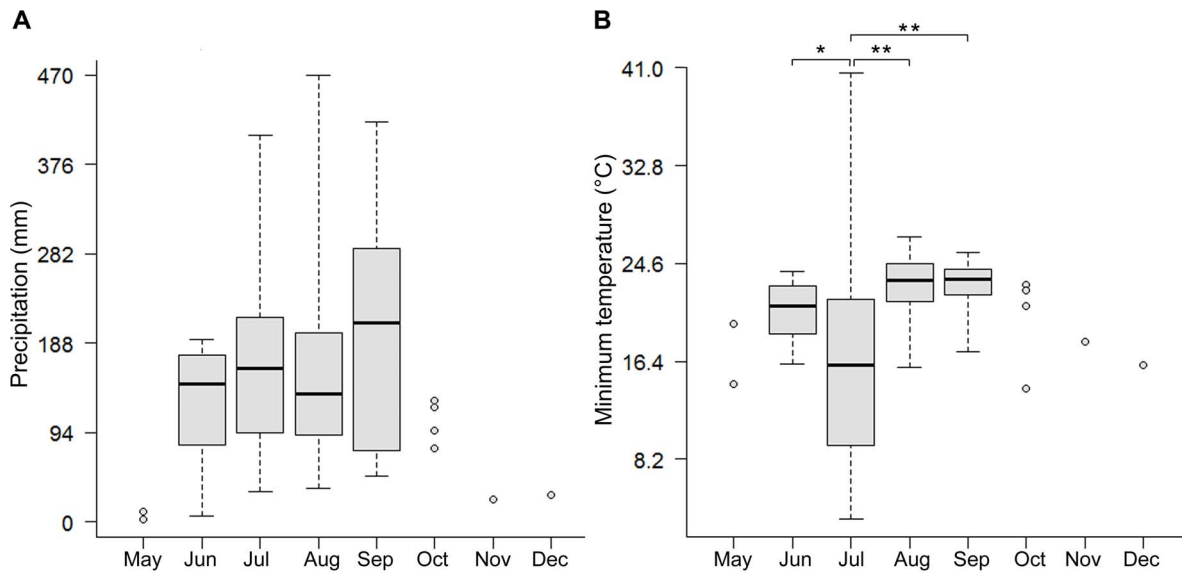 A
Precipitation (mm)
470
376
282
188
94
0
May Jun Jul Aug Sep Oct Nov Dec
B
Minimum temperature (°C)
**
* **
41.0
32.8
24.6
16.4
8.2
May Jun Jul Aug Sep Oct Nov Dec